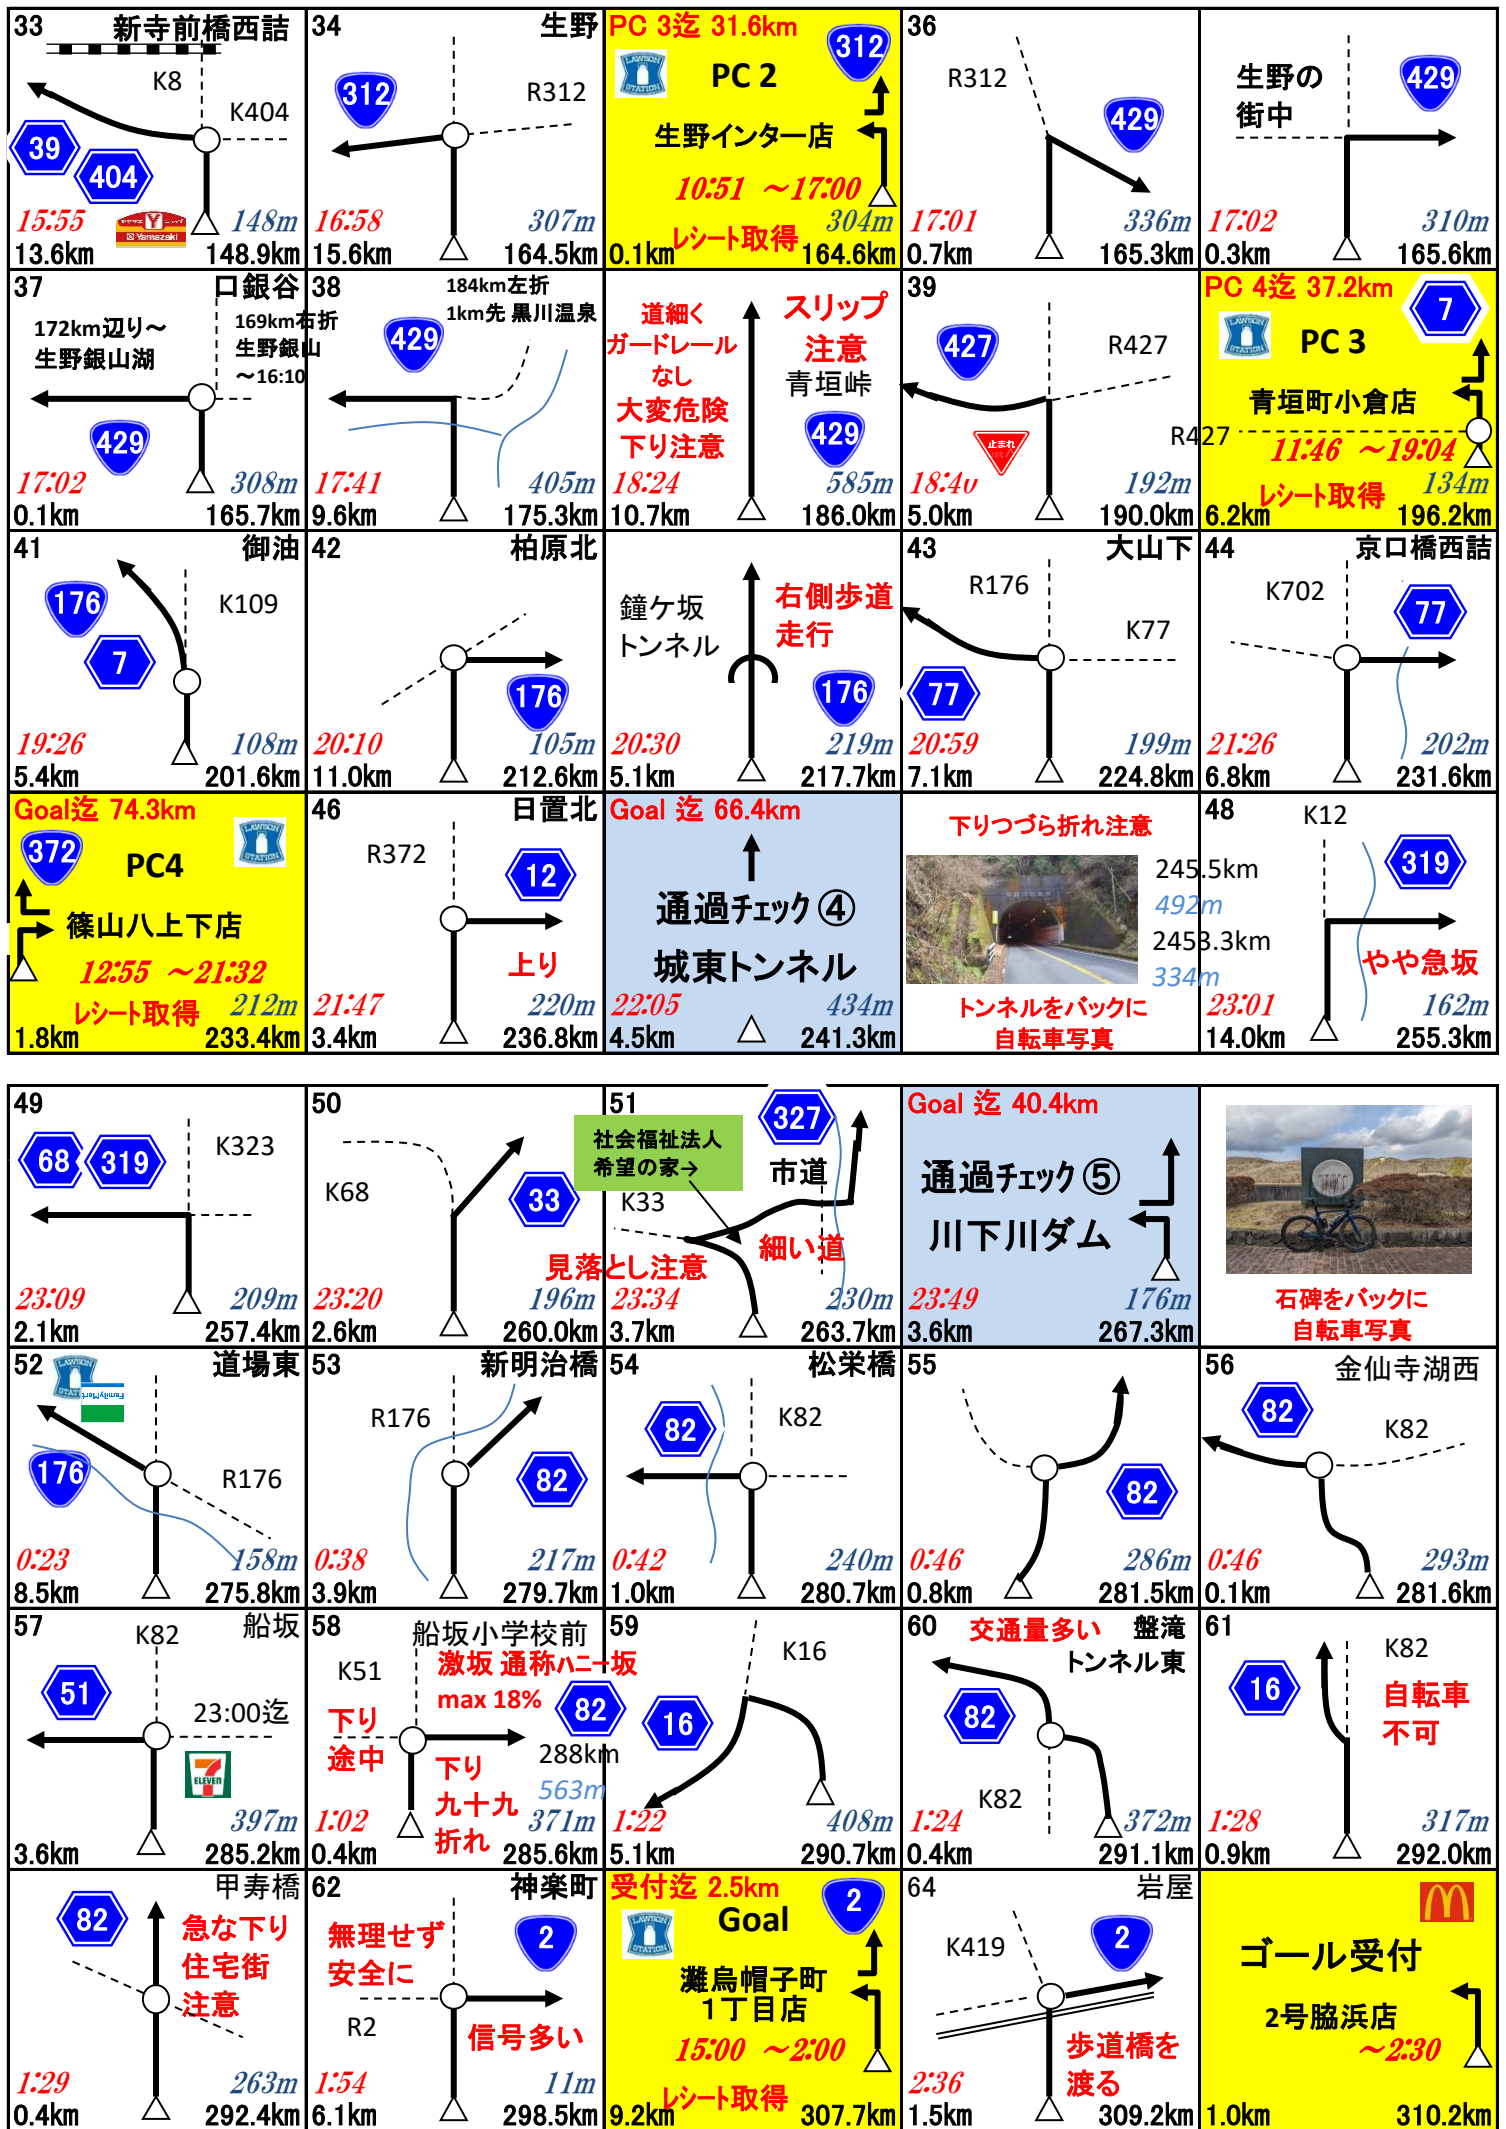 33 新寺前橋西詰
K8
K404
39
404
15:55 148m
Yamazaki
13.6km 148.9km
34 生野
312
R312
16:58 307m
15.6km 164.5km
PC 3迄 31.6km
312
LAWSON
STATION
PC 2
生野インター店
10:51 ～17:00
304m
レシート取得
0.1km 164.6km
36
R312
429
17:01 336m
0.7km 165.3km
生野の
街中
429
17:02 310m
0.3km 165.6km
37 口銀谷
172km辺り～
生野銀山湖
169km右折
生野銀山
～16:10
429
17:02 308m
0.1km 165.7km
38 184km左折
1km先 黒川温泉
429
17:41 405m
9.6km 175.3km
道細く
ガードレール
なし
大変危険
下り注意
スリップ
注意
青垣峠
429
18:24 585m
10.7km 186.0km
39
427
R427
止まれ
18:40 192m
5.0km 190.0km
PC 4迄 37.2km
7
LAWSON
STATION
PC 3
青垣町小倉店
R427
11:46 ～19:04
レシート取得 134m
6.2km 196.2km
41 御油
176
K109
7
19:26 108m
5.4km 201.6km
42 柏原北
176
20:10 105m
11.0km 212.6km
鐘ケ坂
トンネル
右側歩道
走行
176
20:30 219m
5.1km 217.7km
43 大山下
R176
K77
77
20:59 199m
7.1km 224.8km
44 京口橋西詰
K702
77
21:26 202m
6.8km 231.6km
Goal迄 74.3km
372
PC4
LAWSON
STATION
篠山八上下店
12:55 ～21:32
レシート取得 212m
1.8km 233.4km
46 日置北
R372
12
上り
21:47 220m
3.4km 236.8km
Goal 迄 66.4km
通過チェック④
城東トンネル
22:05 434m
4.5km 241.3km
下りつづら折れ注意
245.5km
492m
2453.3km
334m
トンネルをバックに
自転車写真
48 K12
319
やや急坂
23:01 162m
14.0km 255.3km
49
68 319
K323
23:09 209m
2.1km 257.4km
50
K68
33
見落とし注意
23:20 196m
2.6km 260.0km
51
327
社会福祉法人
希望の家→
市道
K33
細い道
23:34 230m
3.7km 263.7km
Goal 迄 40.4km
通過チェック⑤
川下川ダム
23:49 176m
3.6km 267.3km
石碑をバックに
自転車写真
52 道場東
LAWSON
STATION
FamilyMart
176
R176
0:23 158m
8.5km 275.8km
53 新明治橋
R176
82
0:38 217m
3.9km 279.7km
54 松栄橋
82
K82
0:42 240m
1.0km 280.7km
55
82
0:46 286m
0.8km 281.5km
56 金仙寺湖西
82
K82
0:46 293m
0.1km 281.6km
57 船坂
K82
51
23:00迄
ELEVEN
397m
3.6km 285.2km
58 船坂小学校前
K51
激坂 通称ハニー坂
max 18%
82
下り
途中
288km
563m
下り
九十九
折れ
1:02 371m
0.4km 285.6km
59
K16
16
1:22 408m
5.1km 290.7km
60 交通量多い 盤滝
トンネル東
82
K82
1:24 372m
0.4km 291.1km
61
K82
16
自転車
不可
1:28 317m
0.9km 292.0km
甲寿橋
82
急な下り
住宅街
注意
1:29 263m
0.4km 292.4km
62 神楽町
無理せず
安全に
2
R2
信号多い
1:54 11m
6.1km 298.5km
受付迄 2.5km
LAWSON
STATION
Goal
2
灘烏帽子町
1丁目店
15:00 ～2:00
レシート取得
9.2km 307.7km
64 岩屋
K419
2
歩道橋を
渡る
2:36
1.5km 309.2km
ゴール受付
2号脇浜店
～2:30
1.0km 310.2km